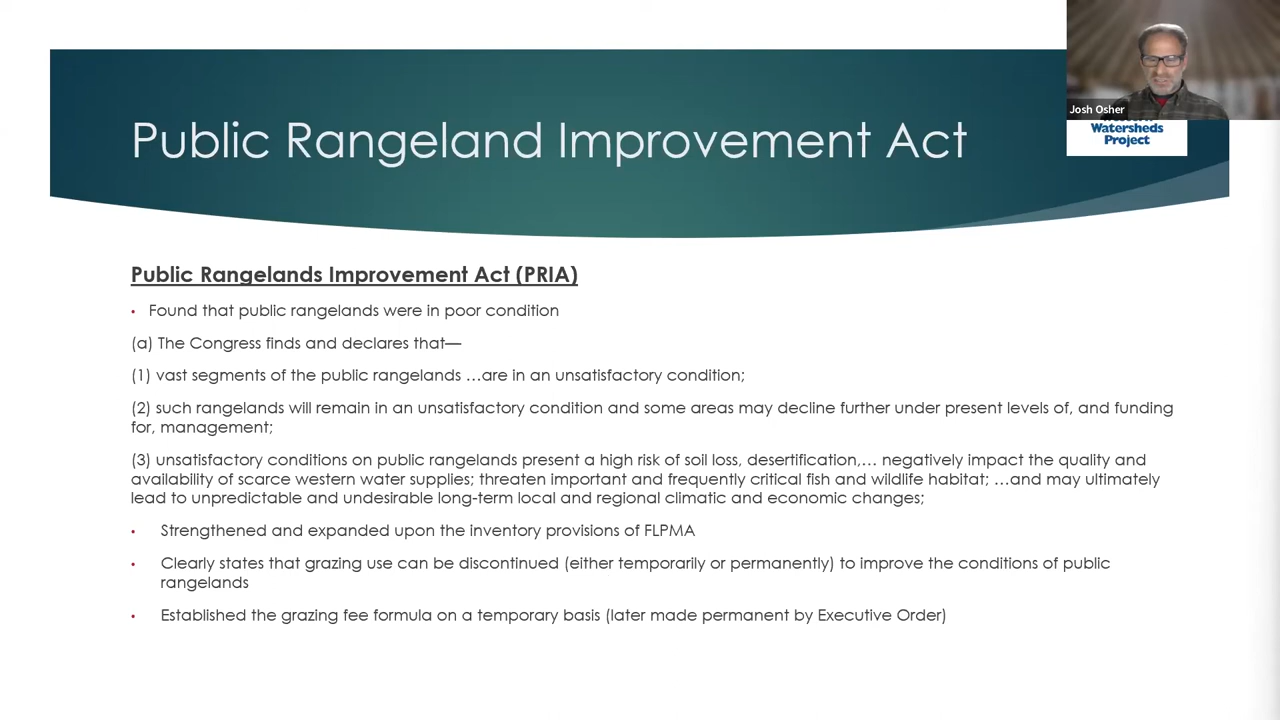 Public Rangeland Improvement Act
Josh Osher
Watersheds
Project
Public Rangelands Improvement Act (PRIA)
• Found that public rangelands were in poor condition
(a) The Congress finds and declares that—
(1) vast segments of the public rangelands …are in an unsatisfactory condition;
(2) such rangelands will remain in an unsatisfactory condition and some areas may decline further under present levels of, and funding
for, management;
(3) unsatisfactory conditions on public rangelands present a high risk of soil loss, desertification,… negatively impact the quality and
availability of scarce western water supplies; threaten important and frequently critical fish and wildlife habitat; …and may ultimately
lead to unpredictable and undesirable long-term local and regional climatic and economic changes;
• Strengthened and expanded upon the inventory provisions of FLPMA
• Clearly states that grazing use can be discontinued (either temporarily or permanently) to improve the conditions of public
rangelands
• Established the grazing fee formula on a temporary basis (later made permanent by Executive Order)